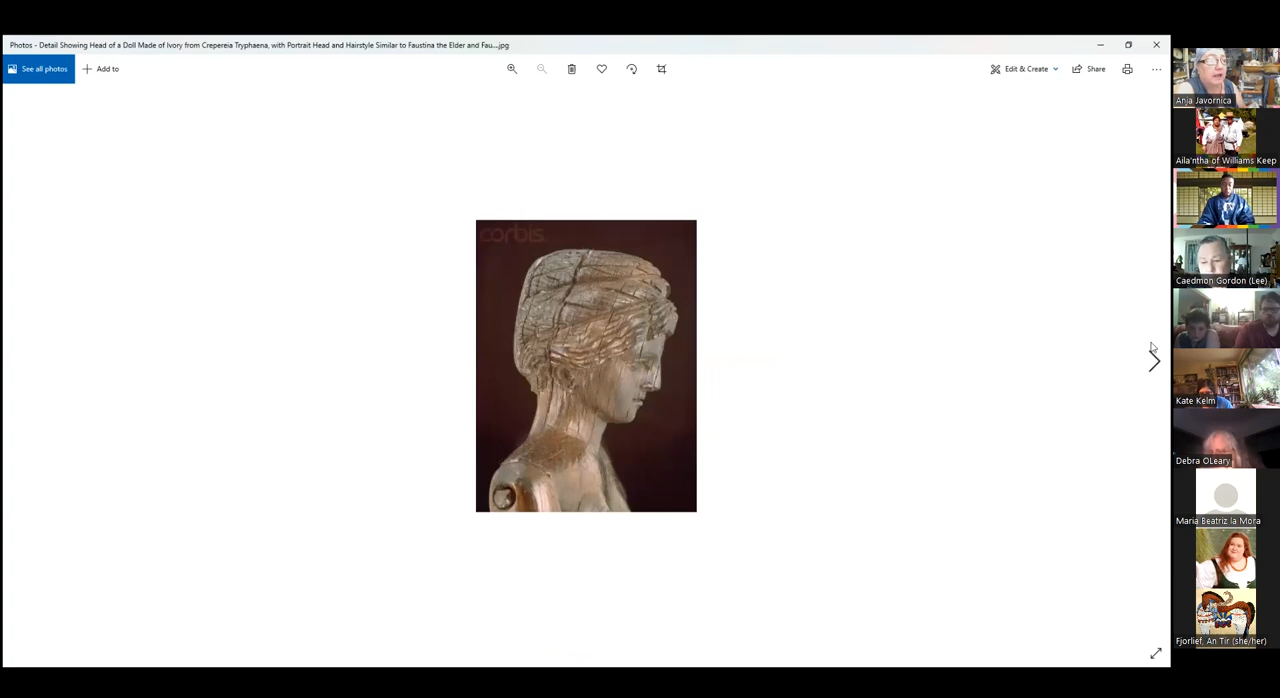 Photos - Detail Showing Head of a Doll Made of Ivory from Crepereia Tryphaena, with Portrait Head and Hairstyle Similar to Faustina the Elder and Fau....jpg
See all photos
Add to
Edit & Create
Share
corbis
Anja Javornica
Aila'ntha of Williams Keep
Caedmon Gordon (Lee)
Kate Kelm
Debra OLeary
Maria Beatriz la Mora
Fjorlief, An Tir (she/her)